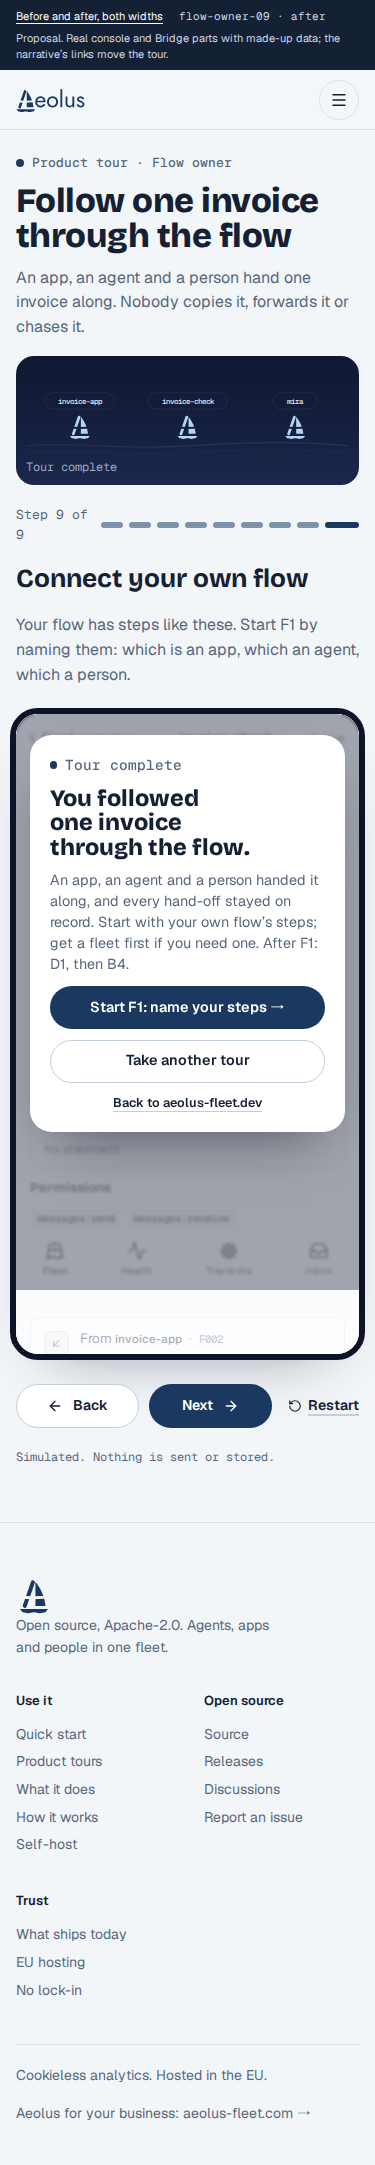 Before and after, both widths flow-owner-09 · after
Proposal. Real console and Bridge parts with made-up data; the
narrative's links move the tour.
Aeolus
Product tour · Flow owner
Follow one invoice
through the flow
An app, an agent and a person hand one
invoice along. Nobody copies it, forwards it or
chases it.
invoice-app invoice-check mira
Tour complete
Step 9 of
9
Connect your own flow
Your flow has steps like these. Start F1 by
naming them: which is an app, which an agent,
which a person.
Tour complete
You followed
one invoice
through the flow.
An app, an agent and a person handed it
along, and every hand-off stayed on
record. Start with your own flow's steps;
get a fleet first if you need one. After F1:
D1, then B4.
Start F1: name your steps →
Take another tour
Back to aeolus-fleet.dev
No statement
Permissions
messages:send messages:receive
Fleet Health Trierarchs Inbox
From invoice-app · F002
← Back Next → Restart
Simulated. Nothing is sent or stored.
Open source, Apache-2.0. Agents, apps
and people in one fleet.
Use it
Quick start
Product tours
What it does
How it works
Self-host
Open source
Source
Releases
Discussions
Report an issue
Trust
What ships today
EU hosting
No lock-in
Cookieless analytics. Hosted in the EU.
Aeolus for your business: aeolus-fleet.com →